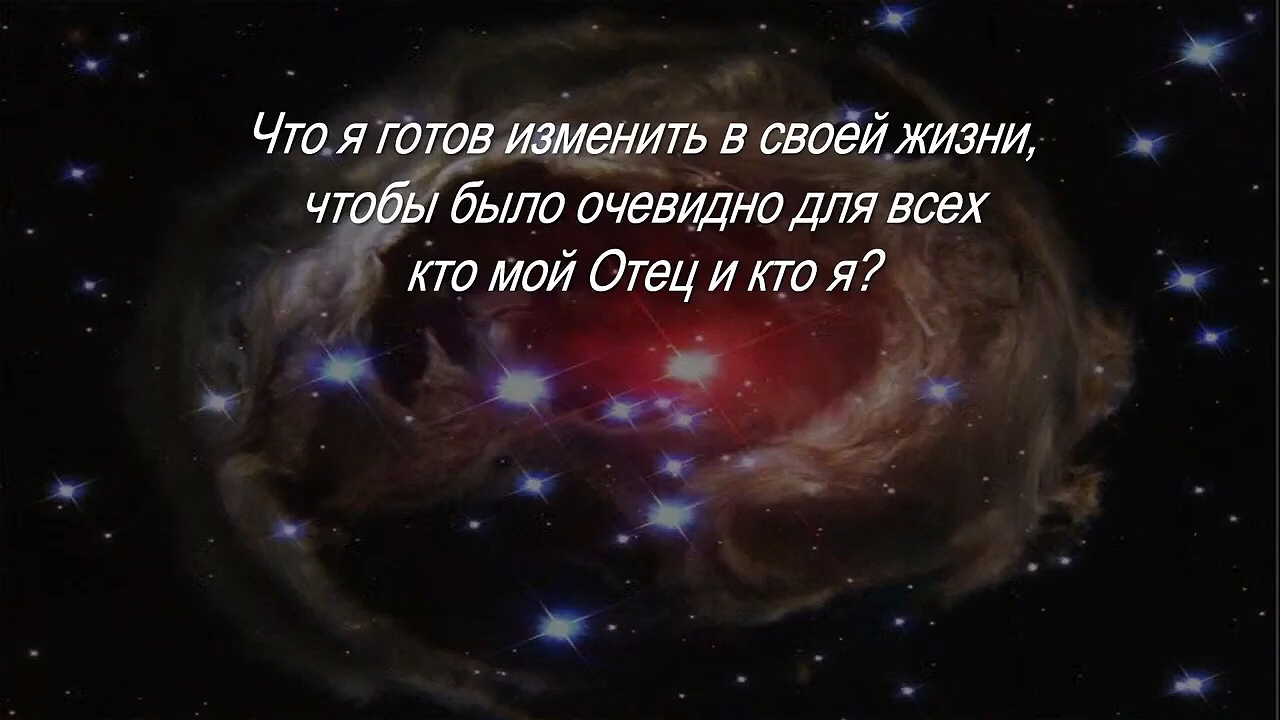 Что я готов изменить в своей жизни,
чтобы было очевидно для всех
кто мой Отец и кто я?